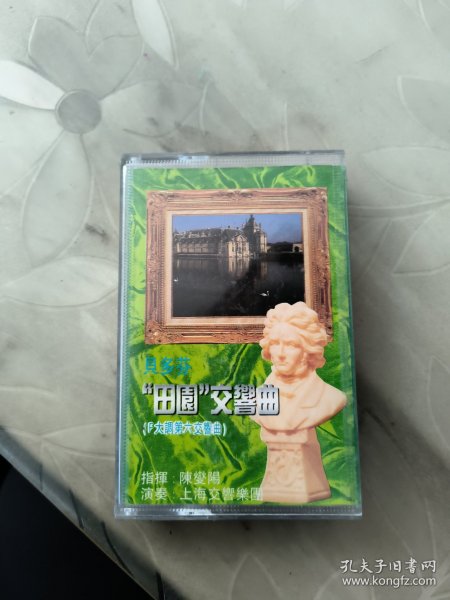 貝多芬
“田園”交響曲
(F大調第六交響曲)
指揮：陳燮陽
演奏：上海交響樂團
孔夫子旧书网
www.kongfz.com